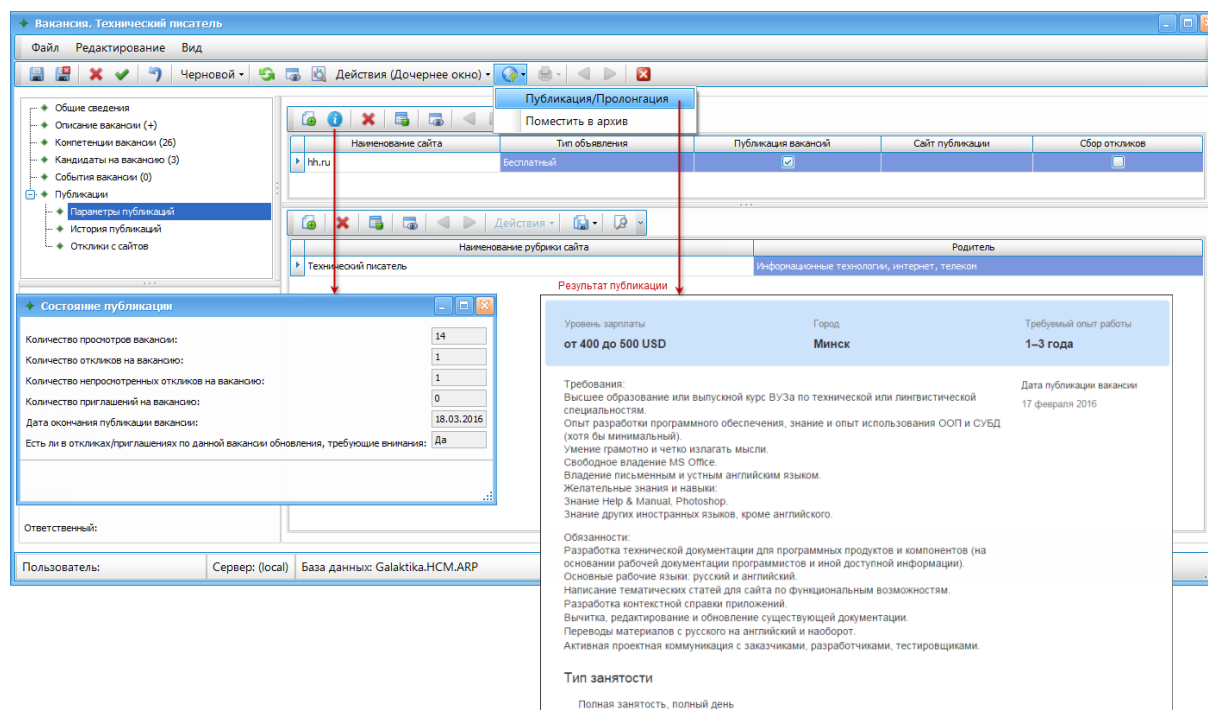 Вакансия. Технический писатель
Файл Редактирование Вид
Черновой Действия (Дочернее окно)
Публикация/Пролонгация
Поместить в архив
Общие сведения
Описание вакансии (+)
Компетенции вакансии (26)
Кандидаты на вакансию (3)
События вакансии (0)
Публикации
Параметры публикаций
История публикаций
Отклики с сайтов
Наименование сайта Тип объявления Публикация вакансий Сайт публикации Сбор откликов
hh.ru Бесплатный
Действия
Наименование рубрики сайта Родитель
Технический писатель Информационные технологии, интернет, телеком
Результат публикации
Состояние публикации
Количество просмотров вакансии: 14
Количество откликов на вакансию: 1
Количество непросмотренных откликов на вакансию: 1
Количество приглашений на вакансию: 0
Дата окончания публикации вакансии: 18.03.2016
Есть ли в откликах/приглашениях по данной вакансии обновления, требующие внимания: Да
Ответственный:
Пользователь: Сервер: (local) База данных: Galaktika.HCM.ARP
Уровень зарплаты Город Требуемый опыт работы
от 400 до 500 USD Минск 1–3 года
Дата публикации вакансии
17 февраля 2016
Требования:
Высшее образование или выпускной курс ВУЗа по технической или лингвистической
специальностям.
Опыт разработки программного обеспечения, знание и опыт использования ООП и СУБД
(хотя бы минимальный).
Умение грамотно и четко излагать мысли.
Свободное владение MS Office.
Владение письменным и устным английским языком.
Желательные знания и навыки:
Знание Help & Manual, Photoshop.
Знание других иностранных языков, кроме английского.
Обязанности:
Разработка технической документации для программных продуктов и компонентов (на
основании рабочей документации программистов и иной доступной информации).
Основные рабочие языки: русский и английский.
Написание тематических статей для сайта по функциональным возможностям.
Разработка контекстной справки приложений.
Вычитка, редактирование и обновление существующей документации.
Переводы материалов с русского на английский и наоборот.
Активная проектная коммуникация с заказчиками, разработчиками, тестировщиками.
Тип занятости
Полная занятость, полный день